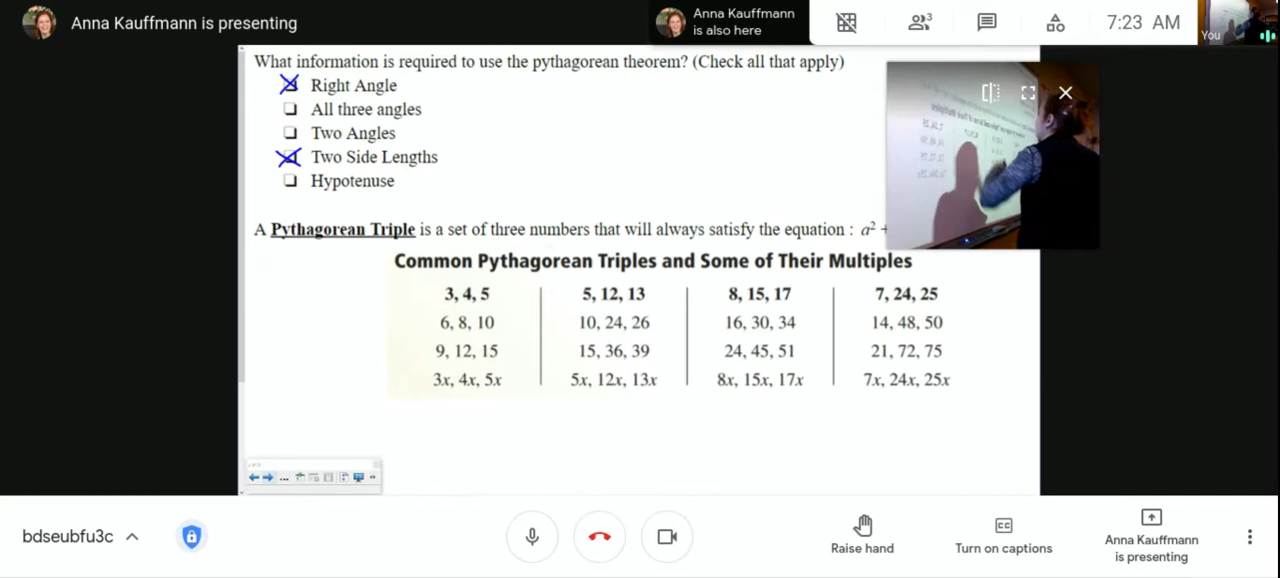 Anna Kauffmann is presenting
Anna Kauffmann
is also here
3
7:23 AM
You
What information is required to use the pythagorean theorem? (Check all that apply)
Right Angle
All three angles
Two Angles
Two Side Lengths
Hypotenuse
A Pythagorean Triple is a set of three numbers that will always satisfy the equation : a² +
Common Pythagorean Triples and Some of Their Multiples
3, 4, 5 5, 12, 13 8, 15, 17 7, 24, 25
6, 8, 10 10, 24, 26 16, 30, 34 14, 48, 50
9, 12, 15 15, 36, 39 24, 45, 51 21, 72, 75
3x, 4x, 5x 5x, 12x, 13x 8x, 15x, 17x 7x, 24x, 25x
bdseubfu3c
Raise hand
CC
Turn on captions
Anna Kauffmann
is presenting